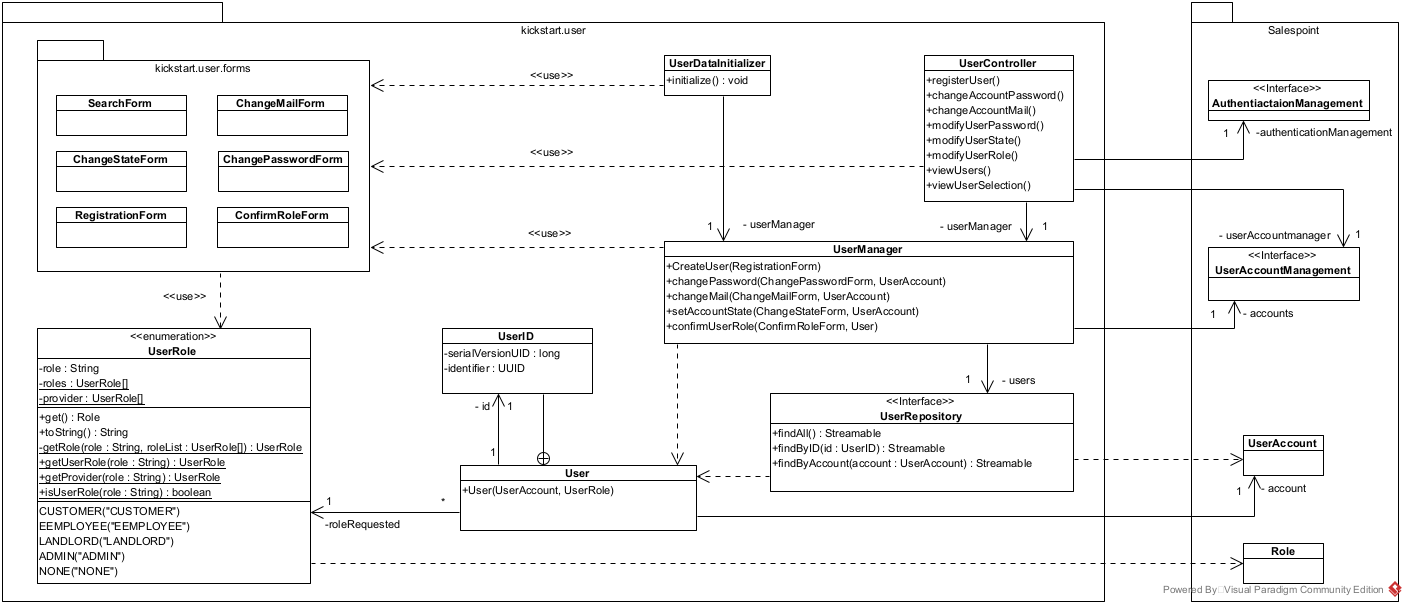 kickstart.user
Salespoint
kickstart.user.forms
SearchForm
ChangeMailForm
ChangeStateForm
ChangePasswordForm
RegistrationForm
ConfirmRoleForm
<<use>>
<<use>>
<<use>>
<<use>>
UserDataInitializer
+initialize() : void
UserController
+registerUser()
+changeAccountPassword()
+changeAccountMail()
+modifyUserPassword()
+modifyUserState()
+modifyUserRole()
+viewUsers()
+viewUserSelection()
<<Interface>>
AuthentiactaionManagement
1
-authenticationManagement
1
- userManager
- userManager
1
- userAccountmanager
1
UserManager
+CreateUser(RegistrationForm)
+changePassword(ChangePasswordForm, UserAccount)
+changeMail(ChangeMailForm, UserAccount)
+setAccountState(ChangeStateForm, UserAccount)
+confirmUserRole(ConfirmRoleForm, User)
<<Interface>>
UserAccountManagement
1
- accounts
<<enumeration>>
UserRole
-role : String
-roles : UserRole[]
-provider : UserRole[]
+get() : Role
+toString() : String
-getRole(role : String, roleList : UserRole[]) : UserRole
+getUserRole(role : String) : UserRole
+getProvider(role : String) : UserRole
+isUserRole(role : String) : boolean
CUSTOMER("CUSTOMER")
EEMPLOYEE("EEMPLOYEE")
LANDLORD("LANDLORD")
ADMIN("ADMIN")
NONE("NONE")
UserID
-serialVersionUID : long
-identifier : UUID
- id
1
1
1
- users
<<Interface>>
UserRepository
+findAll() : Streamable
+findByID(id : UserID) : Streamable
+findByAccount(account : UserAccount) : Streamable
User
+User(UserAccount, UserRole)
1
*
-roleRequested
UserAccount
1
- account
Role
Powered By Visual Paradigm Community Edition